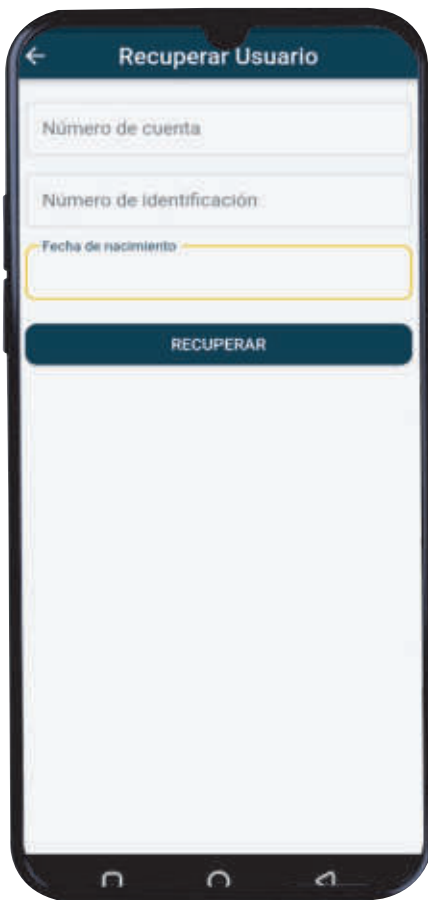 Recuperar Usuario
Número de cuenta
Número de identificación
Fecha de nacimiento
RECUPERAR